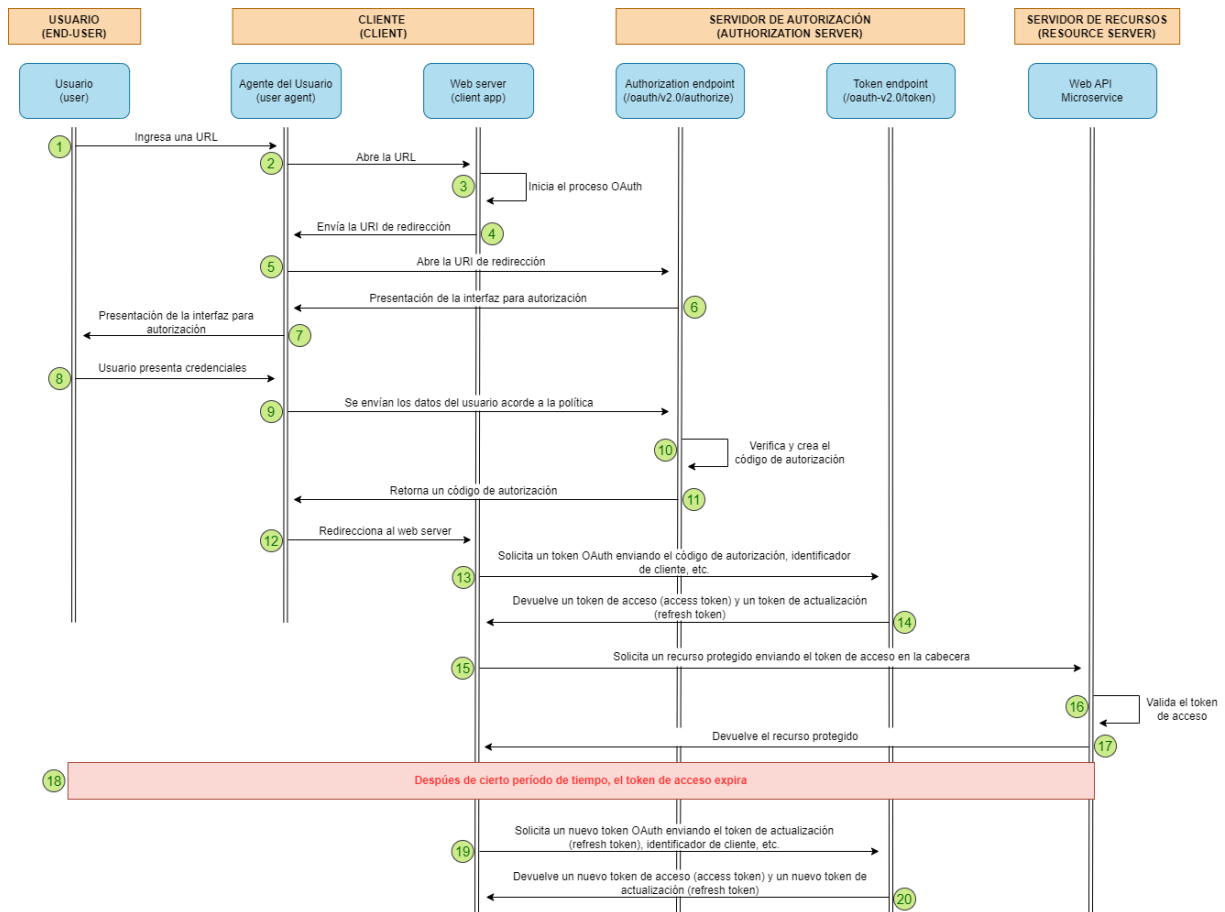 USUARIO
(END-USER)
CLIENTE
(CLIENT)
SERVIDOR DE AUTORIZACIÓN
(AUTHORIZATION SERVER)
SERVIDOR DE RECURSOS
(RESOURCE SERVER)
Usuario
(user)
Agente del Usuario
(user agent)
Web server
(client app)
Authorization endpoint
(/oauth/v2.0/authorize)
Token endpoint
(/oauth-v2.0/token)
Web API
Microservice
1
Ingresa una URL
2
Abre la URL
3
Inicia el proceso OAuth
Envía la URI de redirección
4
5
Abre la URI de redirección
Presentación de la interfaz para autorización
6
Presentación de la interfaz para
autorización
7
8
Usuario presenta credenciales
9
Se envían los datos del usuario acorde a la política
10
Verifica y crea el
código de autorización
Retorna un código de autorización
11
12
Redirecciona al web server
13
Solicita un token OAuth enviando el código de autorización, identificador
de cliente, etc.
Devuelve un token de acceso (access token) y un token de actualización
(refresh token)
14
15
Solicita un recurso protegido enviando el token de acceso en la cabecera
16
Valida el token
de acceso
Devuelve el recurso protegido
17
18
Despúes de cierto período de tiempo, el token de acceso expira
19
Solicita un nuevo token OAuth enviando el token de actualización
(refresh token), identificador de cliente, etc.
Devuelve un nuevo token de acceso (access token) y un nuevo token de
actualización (refresh token)
20